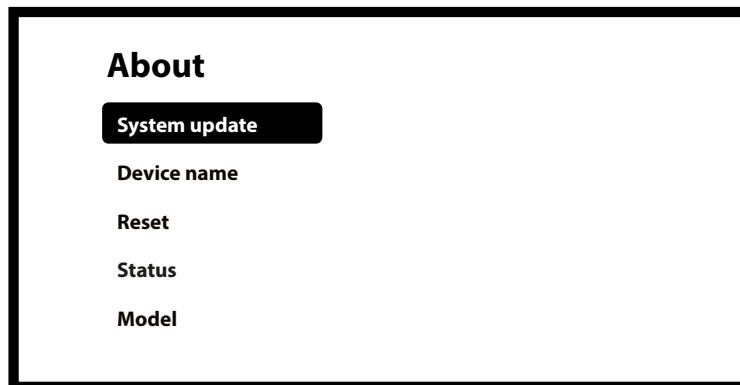 About
System update
Device name
Reset
Status
Model